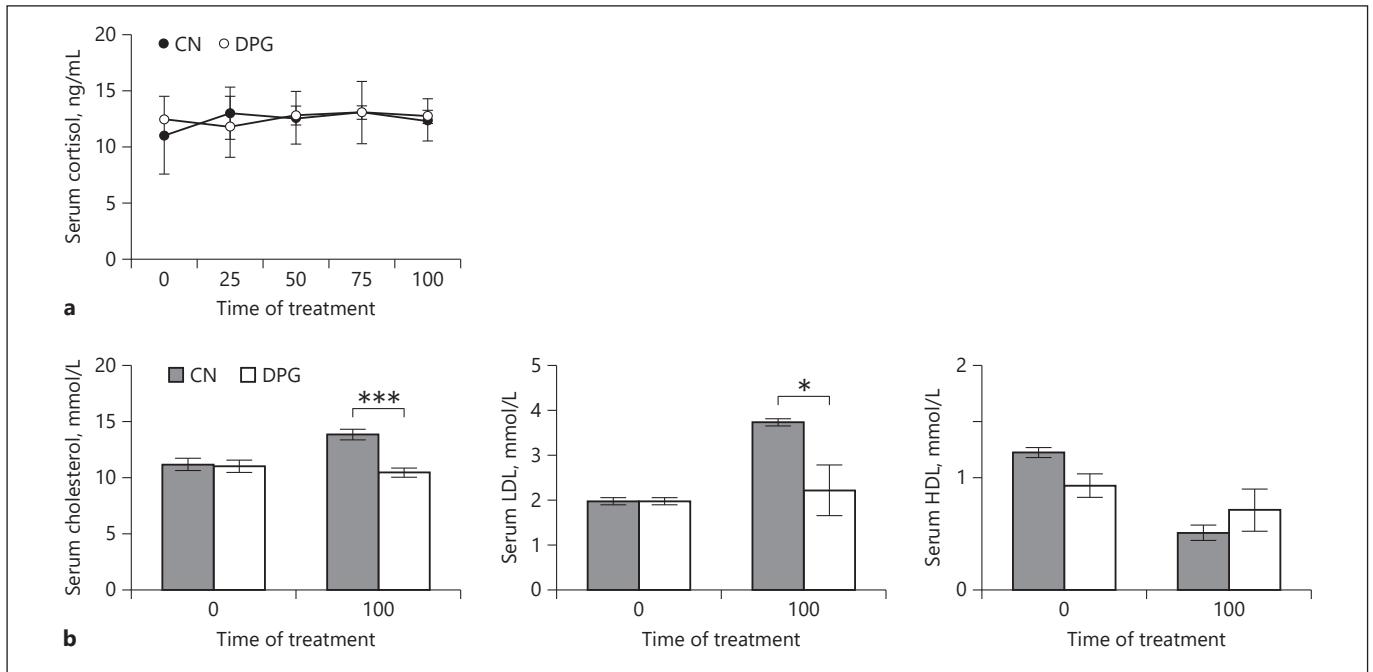 20
15
10
5
0
Serum cortisol, ng/mL
CN DPG
0 25 50 75 100
Time of treatment
a
20
15
10
5
0
Serum cholesterol, mmol/L
CN DPG
***
0 100
Time of treatment
5
4
3
2
1
0
Serum LDL, mmol/L
*
0 100
Time of treatment
2
1
0
Serum HDL, mmol/L
0 100
Time of treatment
b